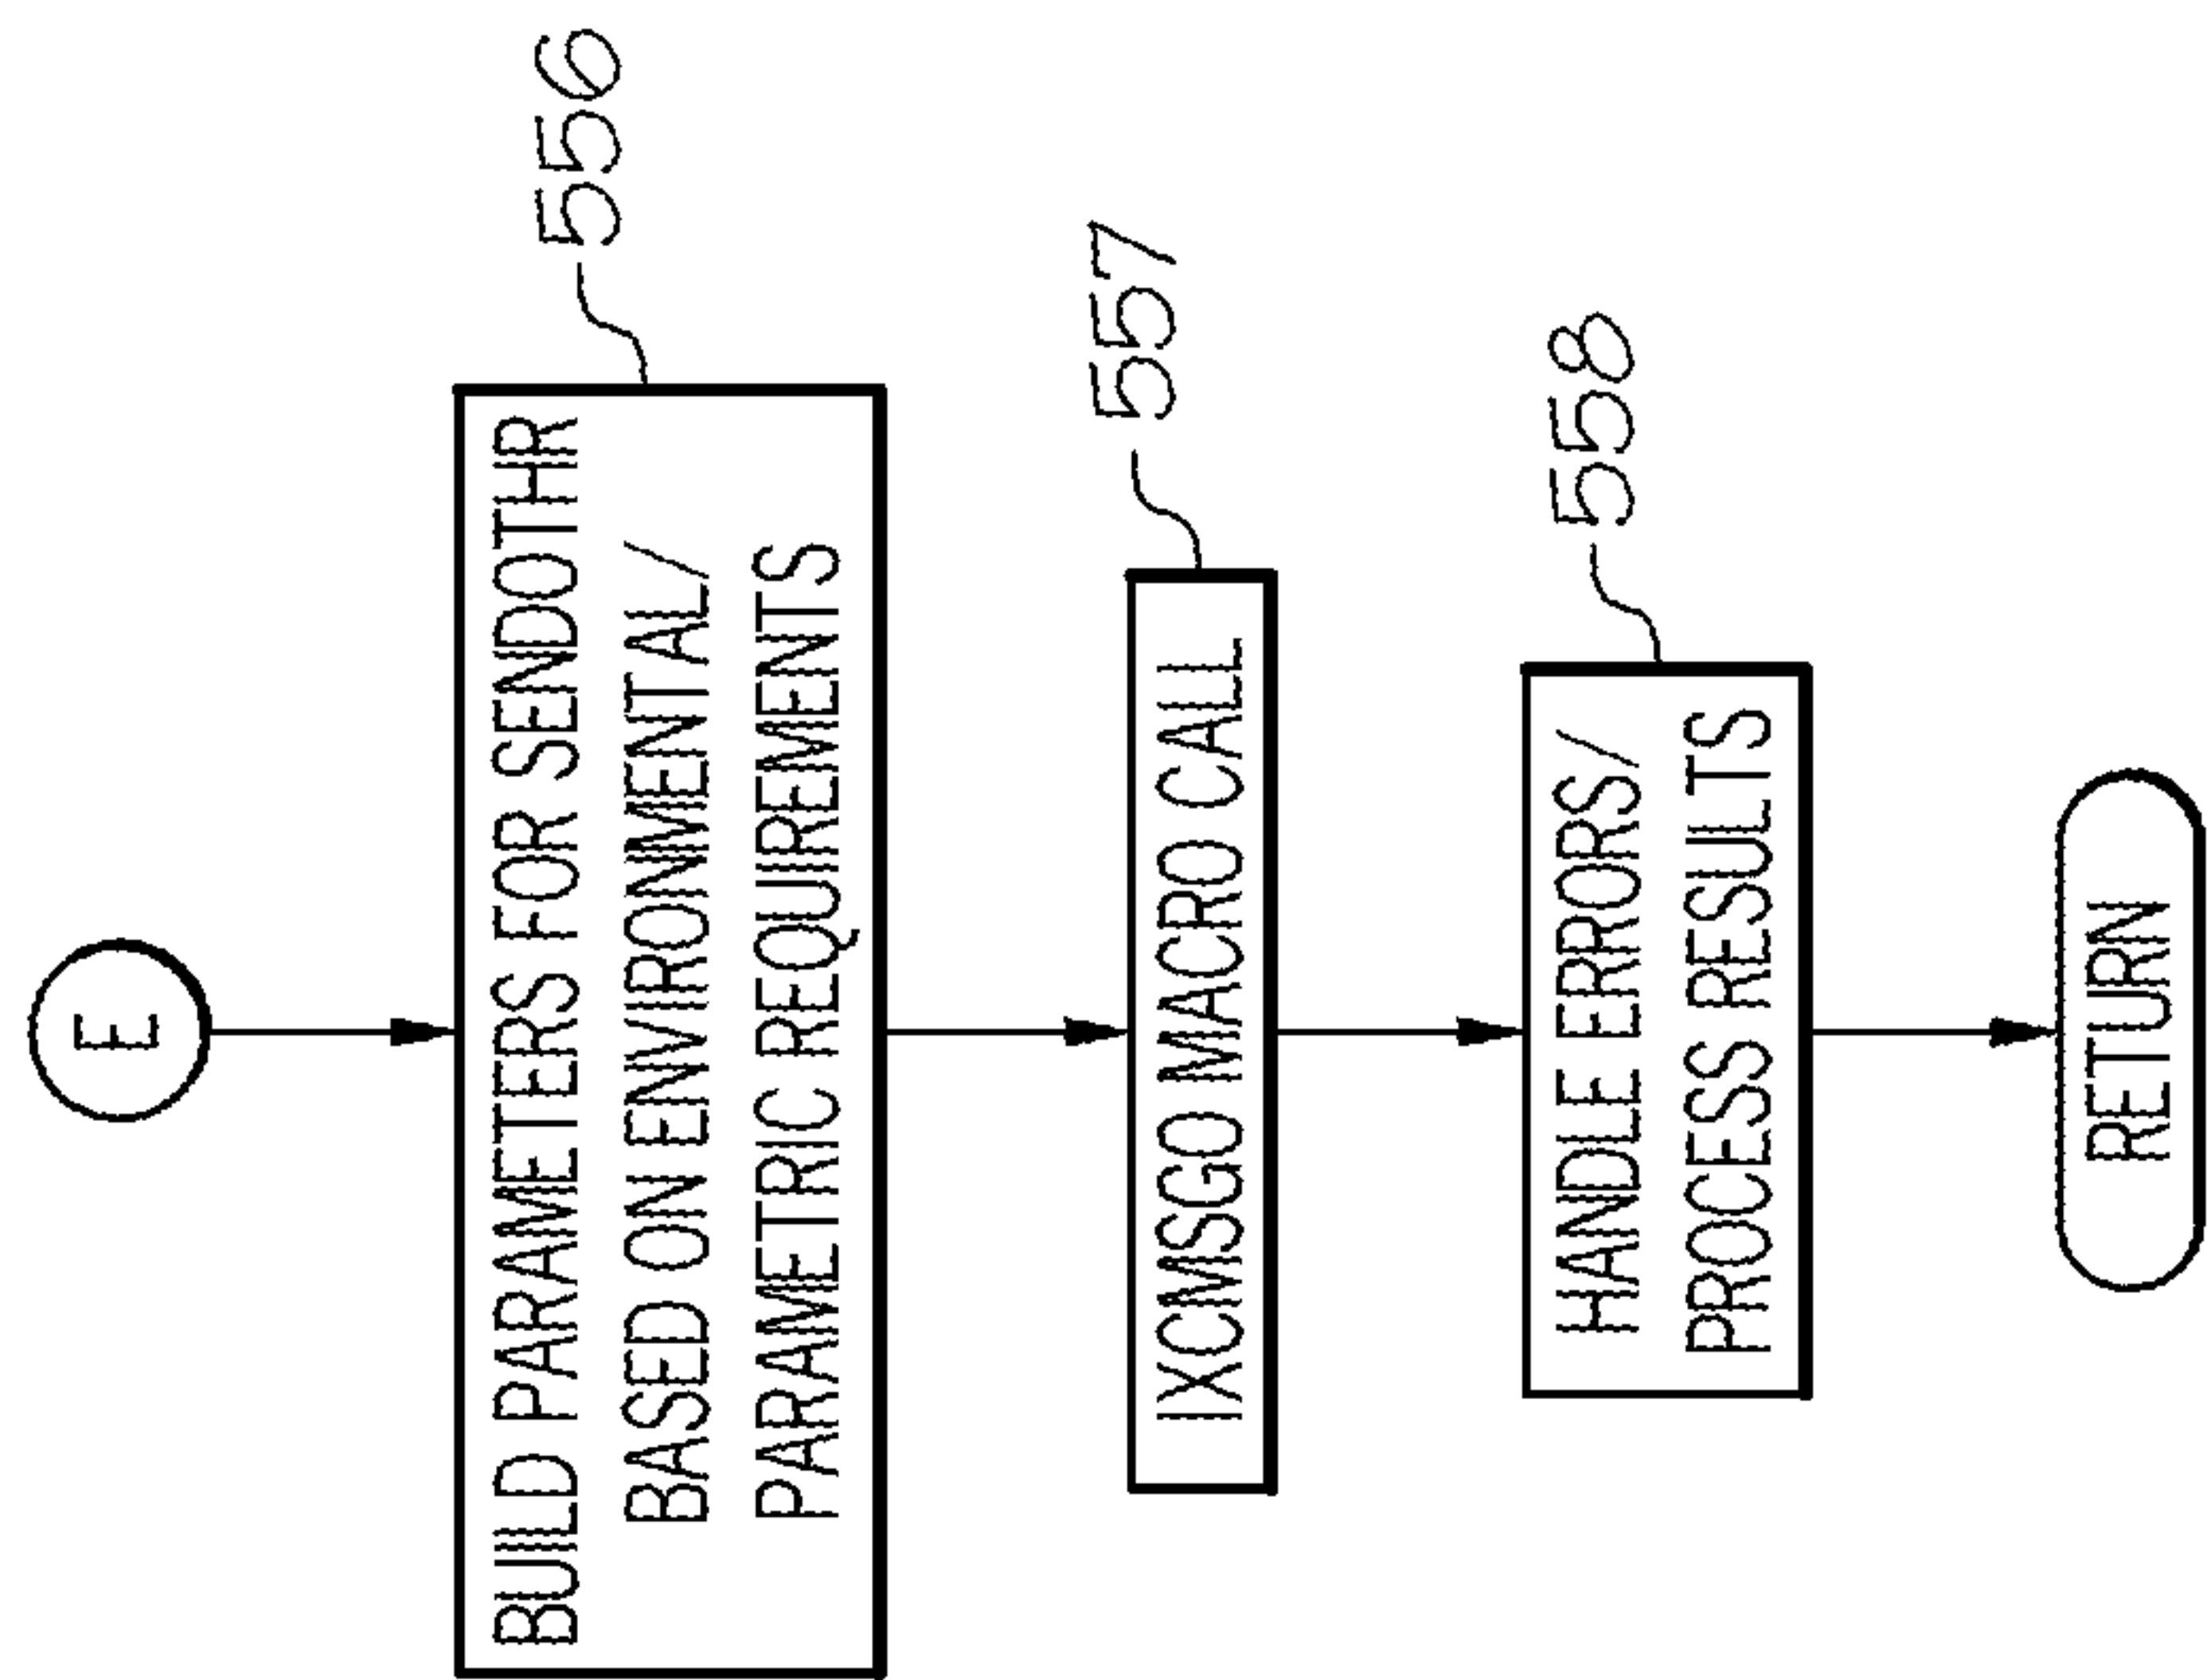 E
BUILD PARAMETERS FOR SENDOTHR
BASED ON ENVIRONMENTAL/
PARAMETRIC REQUIREMENTS
556
IXCMSGO MACRO CALL
557
HANDLE ERRORS/
PROCESS RESULTS
558
RETURN